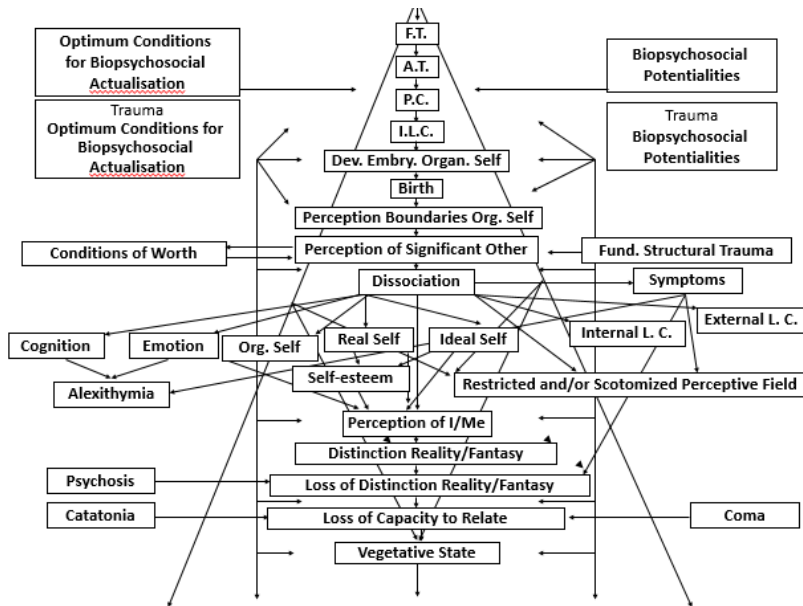 F.T.
Optimum Conditions
for Biopsychosocial
Actualisation
Biopsychosocial
Potentialities
A.T.
P.C.
Trauma
Optimum Conditions for
Biopsychosocial
Actualisation
Trauma
Biopsychosocial
Potentialities
I.L.C.
Dev. Embry. Organ. Self
Birth
Perception Boundaries Org. Self
Conditions of Worth
Perception of Significant Other
Fund. Structural Trauma
Dissociation
Symptoms
External L. C.
Cognition
Emotion
Org. Self
Real Self
Ideal Self
Internal L. C.
Alexithymia
Self-esteem
Restricted and/or Scotomized Perceptive Field
Perception of I/Me
Distinction Reality/Fantasy
Psychosis
Loss of Distinction Reality/Fantasy
Catatonia
Loss of Capacity to Relate
Coma
Vegetative State